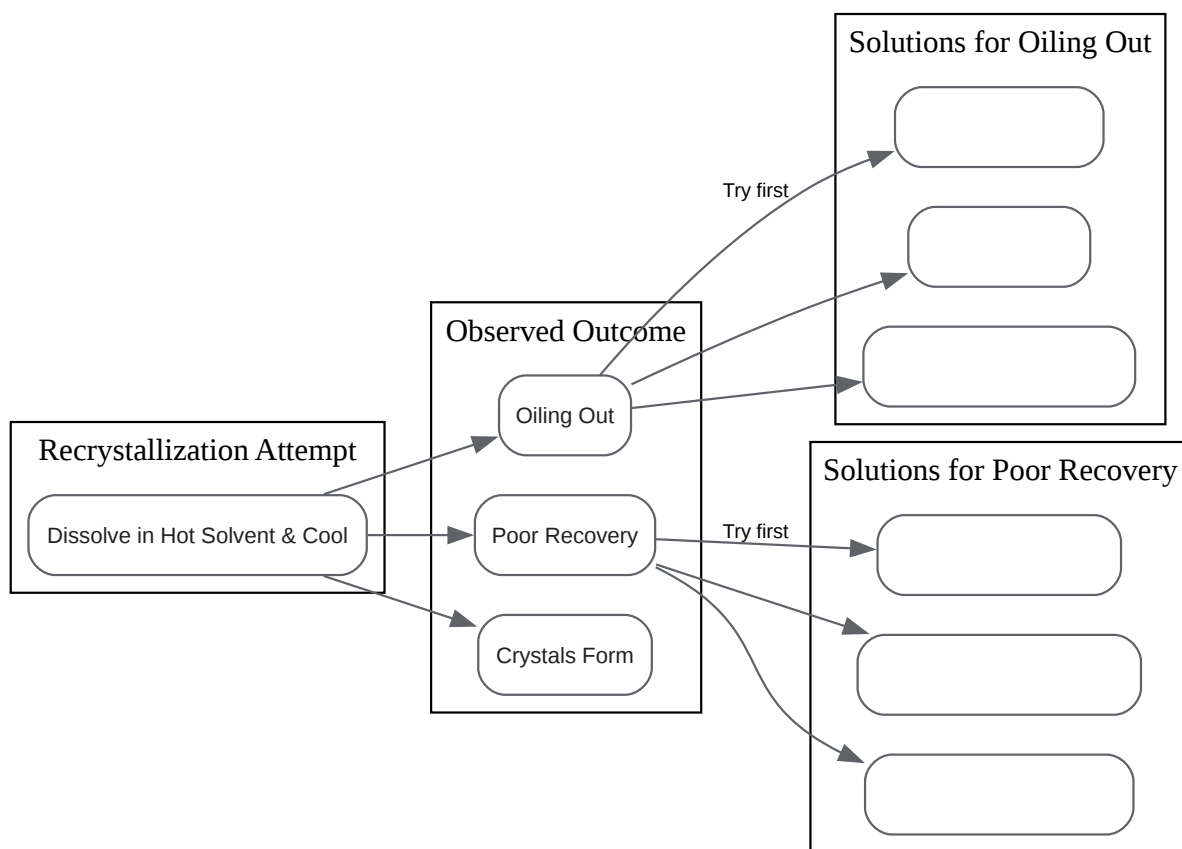 Solutions for Oiling Out
Try first
Observed Outcome
Oiling Out
Recrystallization Attempt
Dissolve in Hot Solvent & Cool
Solutions for Poor Recovery
Poor Recovery
Try first
Crystals Form